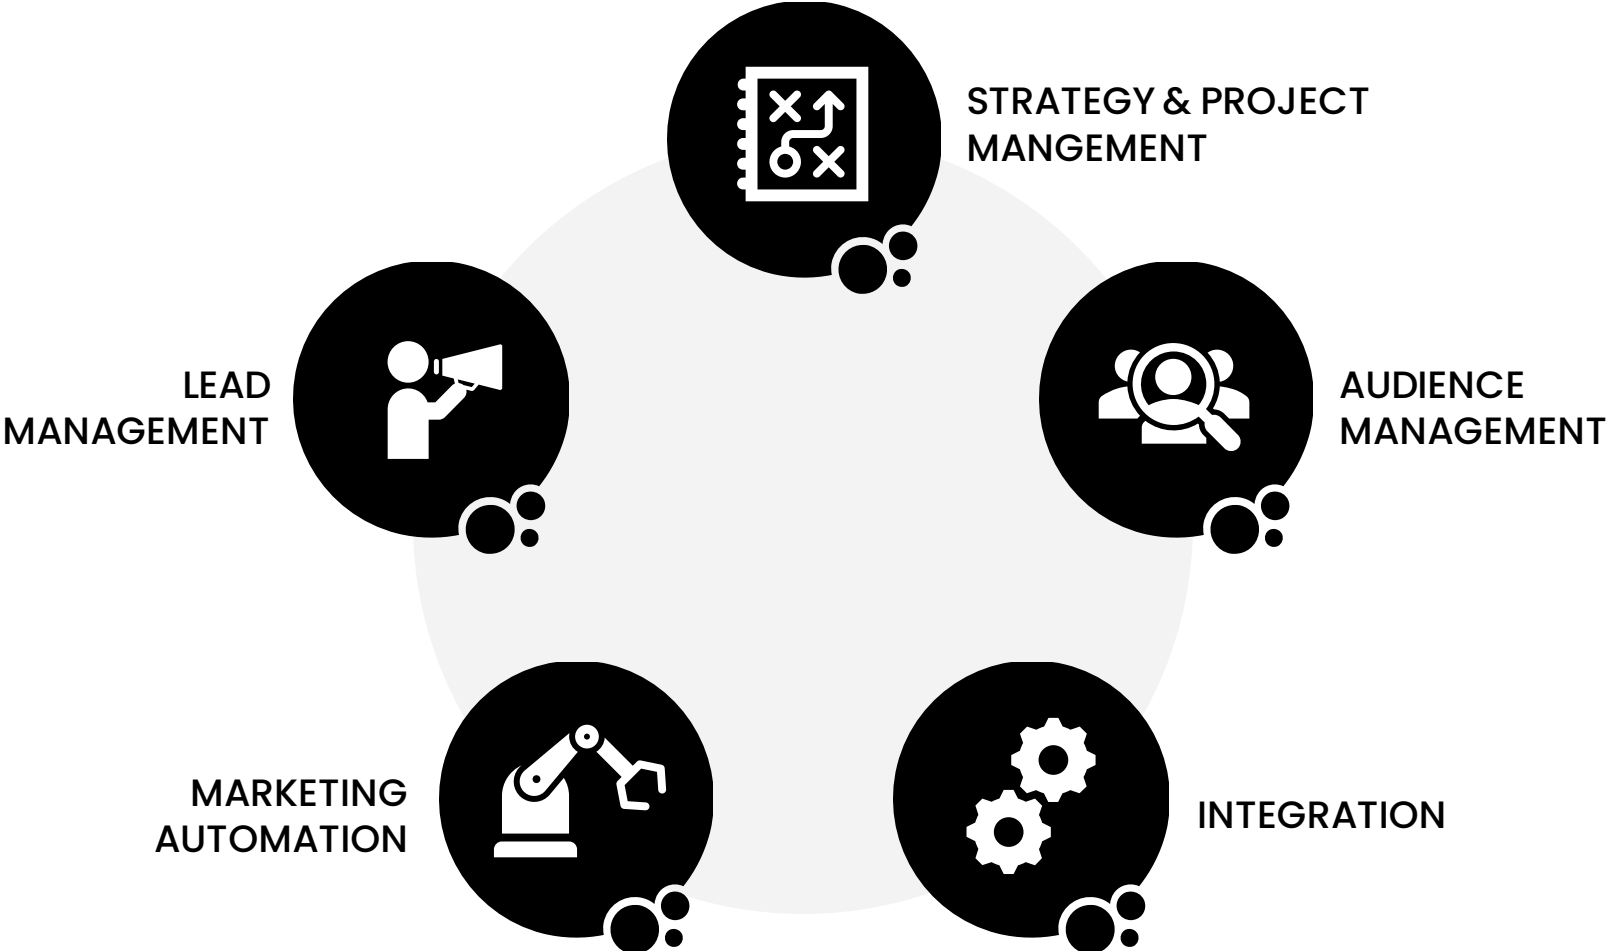 STRATEGY & PROJECT
MANGEMENT
LEAD
MANAGEMENT
AUDIENCE
MANAGEMENT
MARKETING
AUTOMATION
INTEGRATION